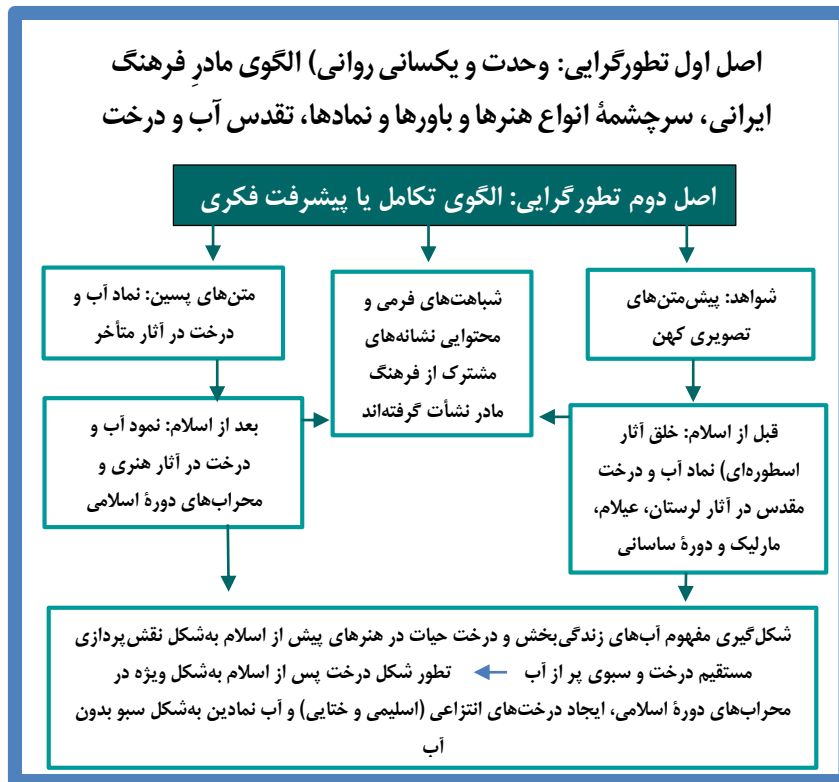 اصل اول تطورگرایی: وحدت و یکسانی روانی) الگوی مادرِ فرهنگ
ایرانی، سرچشمهٔ انواع هنرها و باورها و نمادها، تقدس آب و درخت
اصل دوم تطورگرایی: الگوی تکامل یا پیشرفت فکری
شواهد: پیش‌متن‌های
تصویری کهن
شباهت‌های فرمی و
محتوایی نشانه‌های
مشترک از فرهنگ
مادر نشأت گرفته‌اند
متن‌های پسین: نماد آب و
درخت در آثار متأخر
قبل از اسلام: خلق آثار
اسطوره‌ای) نماد آب و درخت
مقدس در آثار لرستان، عیلام،
مارلیک و دورهٔ ساسانی
بعد از اسلام: نمود آب و
درخت در آثار هنری و
محراب‌های دورهٔ اسلامی
شکل‌گیری مفهوم آب‌های زندگی‌بخش و درخت حیات در هنرهای پیش از اسلام به‌شکل نقش‌پردازی
مستقیم درخت و سبوی پر از آب ← تطور شکل درخت پس از اسلام به‌شکل ویژه در
محراب‌های دورهٔ اسلامی، ایجاد درخت‌های انتزاعی (اسلیمی و ختایی) و آب نمادین به‌شکل سبو بدون
آب